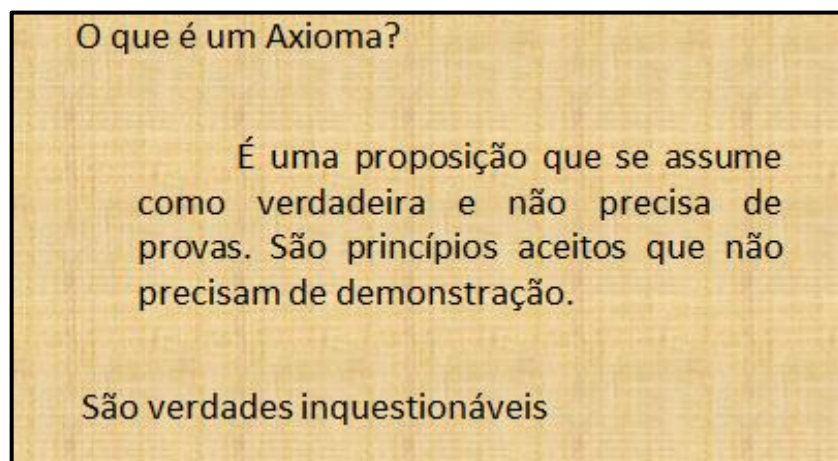 O que é um Axioma?
É uma proposição que se assume
como verdadeira e não precisa de
provas. São princípios aceitos que não
precisam de demonstração.
São verdades inquestionáveis